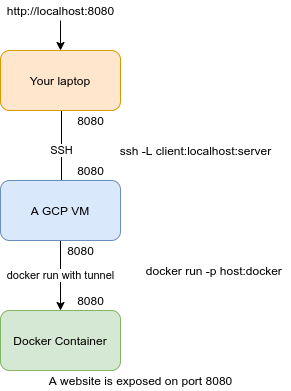 http://localhost:8080
Your laptop
8080
SSH
ssh -L client:localhost:server
8080
A GCP VM
8080
docker run with tunnel
docker run -p host:docker
8080
Docker Container
A website is exposed on port 8080